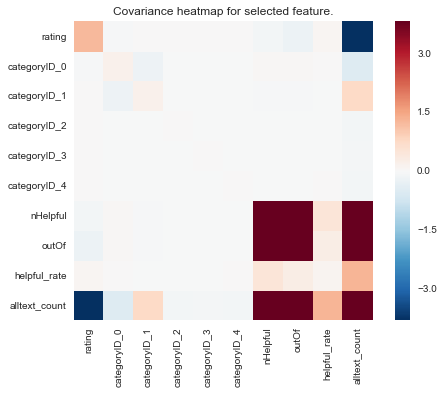 Covariance heatmap for selected feature.
rating
categoryID_0
categoryID_1
categoryID_2
categoryID_3
categoryID_4
nHelpful
outOf
helpful_rate
alltext_count
rating
categoryID_0
categoryID_1
categoryID_2
categoryID_3
categoryID_4
nHelpful
outOf
helpful_rate
alltext_count
3.0
1.5
0.0
−1.5
−3.0